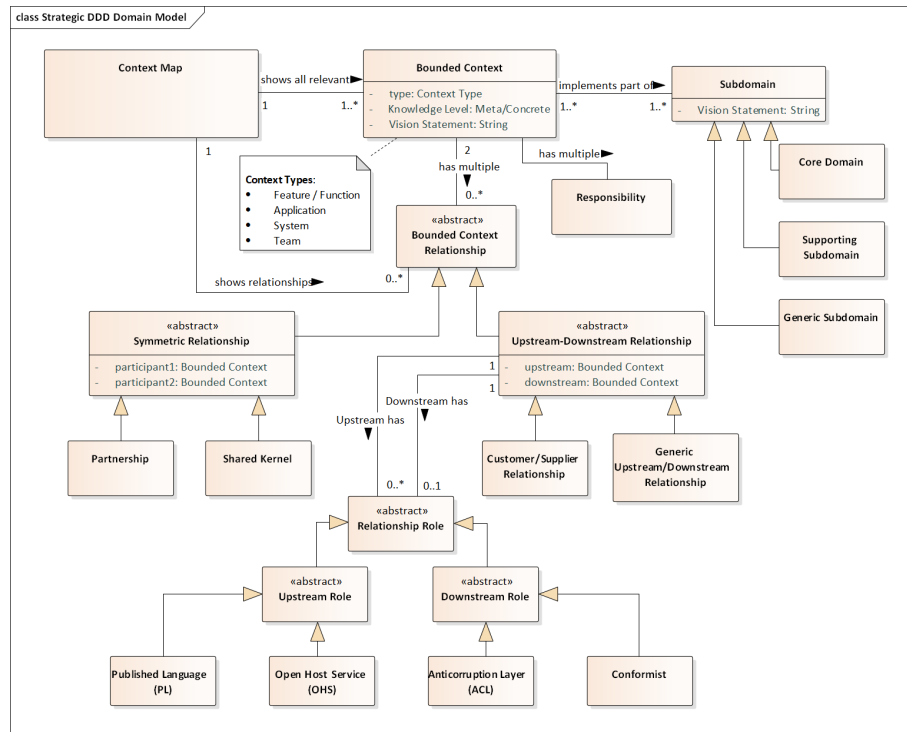 class Strategic DDD Domain Model
Context Map
shows all relevant
1
1..*
Bounded Context
- type: Context Type
- Knowledge Level: Meta/Concrete
- Vision Statement: String
implements part of
1..*
1..*
Subdomain
- Vision Statement: String
1
2
has multiple
0..*
has multiple
Core Domain
Context Types:
• Feature / Function
• Application
• System
• Team
Responsibility
«abstract»
Bounded Context
Relationship
Supporting
Subdomain
shows relationships
0..*
Generic Subdomain
«abstract»
Symmetric Relationship
- participant1: Bounded Context
- participant2: Bounded Context
«abstract»
Upstream-Downstream Relationship
- upstream: Bounded Context
- downstream: Bounded Context
1
1
Downstream has
Upstream has
Partnership
Shared Kernel
Customer/Supplier
Relationship
Generic
Upstream/Downstream
Relationship
0..*
0..1
«abstract»
Relationship Role
«abstract»
Upstream Role
«abstract»
Downstream Role
Published Language
(PL)
Open Host Service
(OHS)
Anticorruption Layer
(ACL)
Conformist